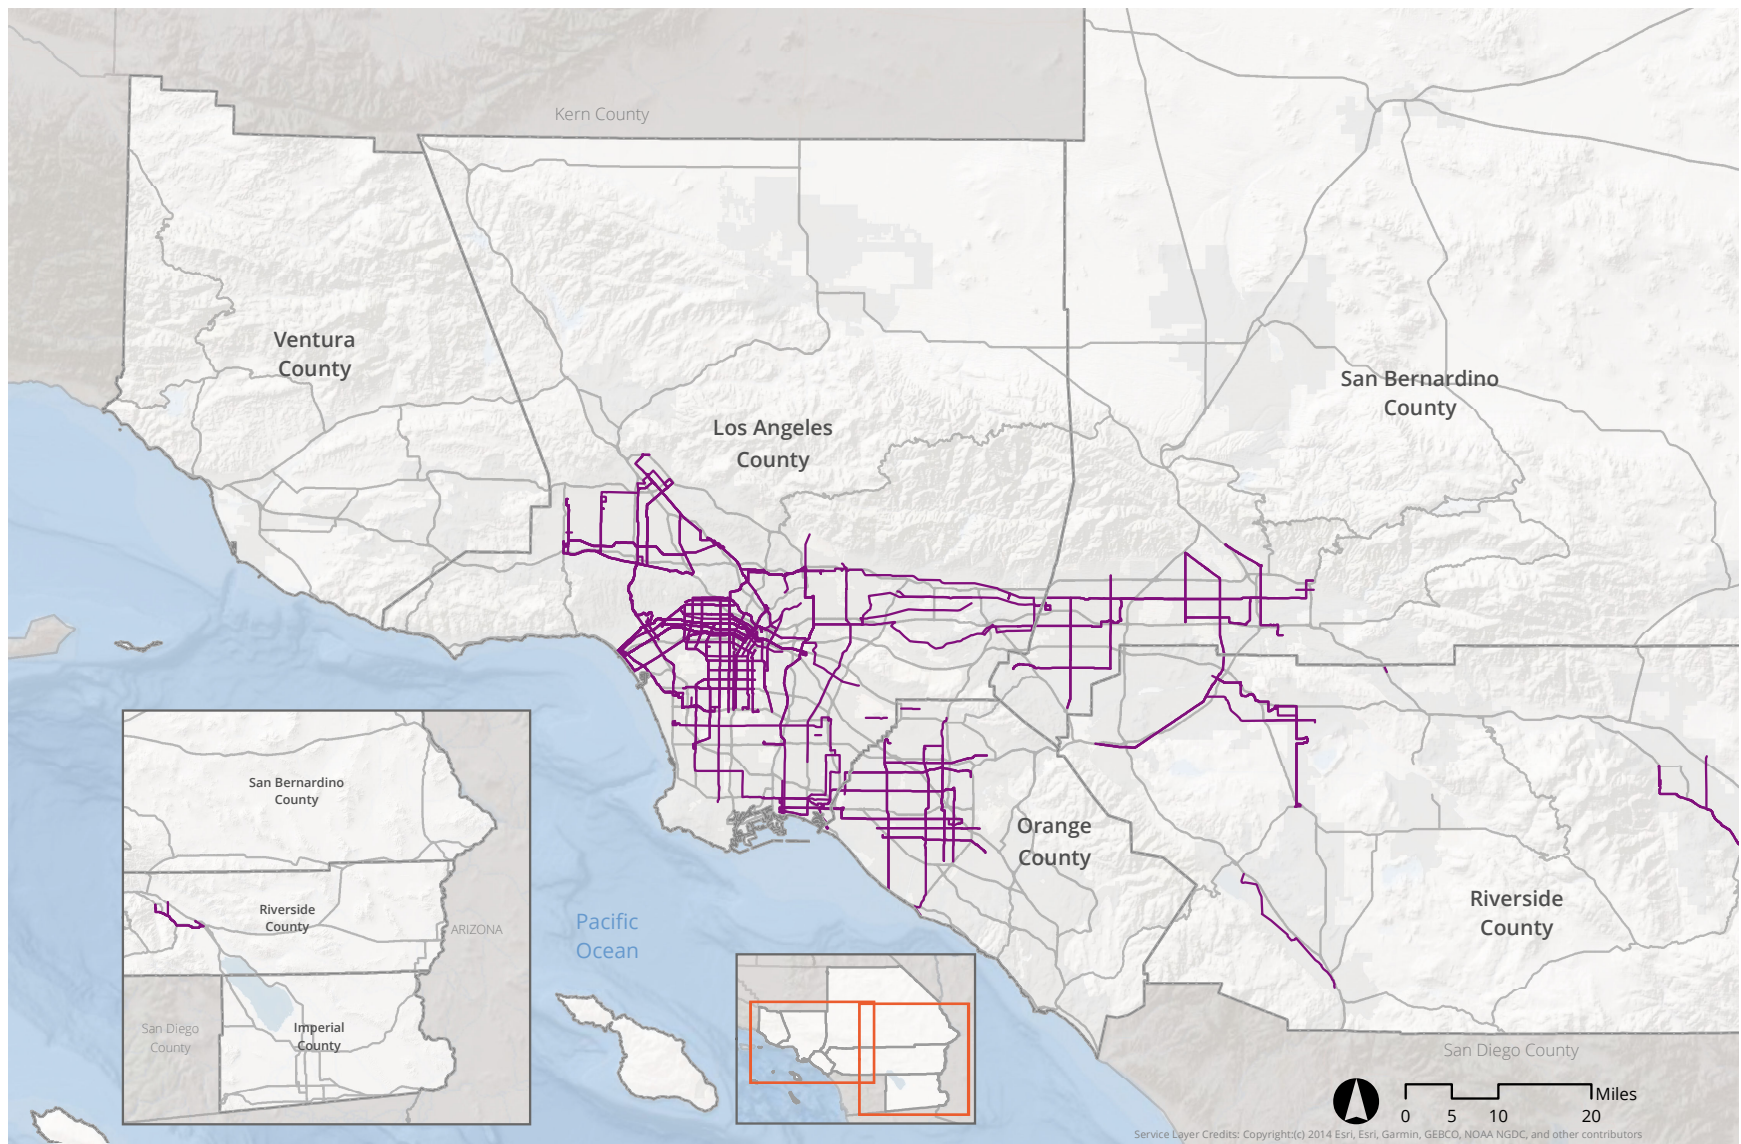 Kern County
Ventura
County
San Bernardino
County
Los Angeles
County
San Bernardino
County
Orange
County
Riverside
County
Riverside
County
ARIZONA
Pacific
Ocean
San Diego
County
Imperial
County
San Diego County
Miles
0 5 10 20
Service Layer Credits: Copyright:(c) 2014 Esri, Esri, Garmin, GEBCO, NOAA NGDC, and other contributors